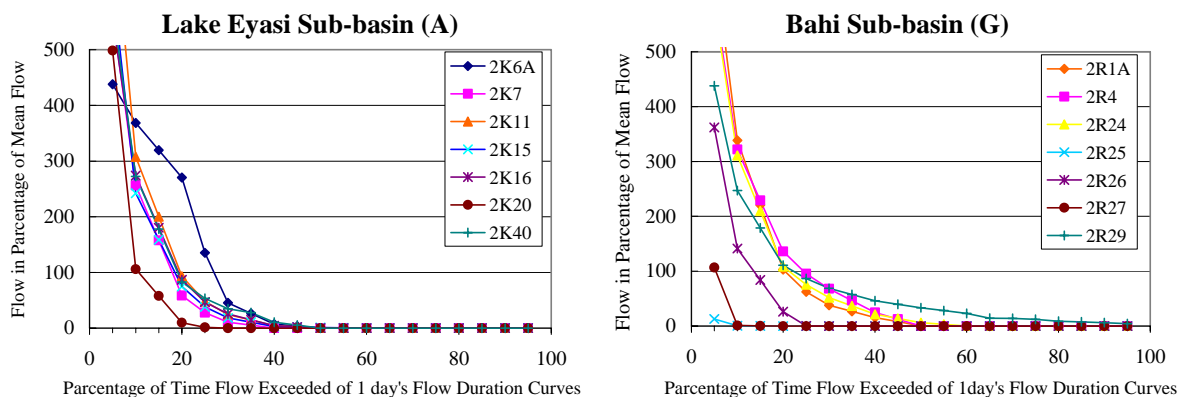 Lake Eyasi Sub-basin (A)
Flow in Parcentage of Mean Flow
500
400
300
200
100
0
0 20 40 60 80 100
Parcentage of Time Flow Exceeded of 1 day's Flow Duration Curves
2K6A
2K7
2K11
2K15
2K16
2K20
2K40
Bahi Sub-basin (G)
Flow in Parcentage of Mean Flow
500
400
300
200
100
0
0 20 40 60 80 100
Parcentage of Time Flow Exceeded of 1day's Flow Duration Curves
2R1A
2R4
2R24
2R25
2R26
2R27
2R29